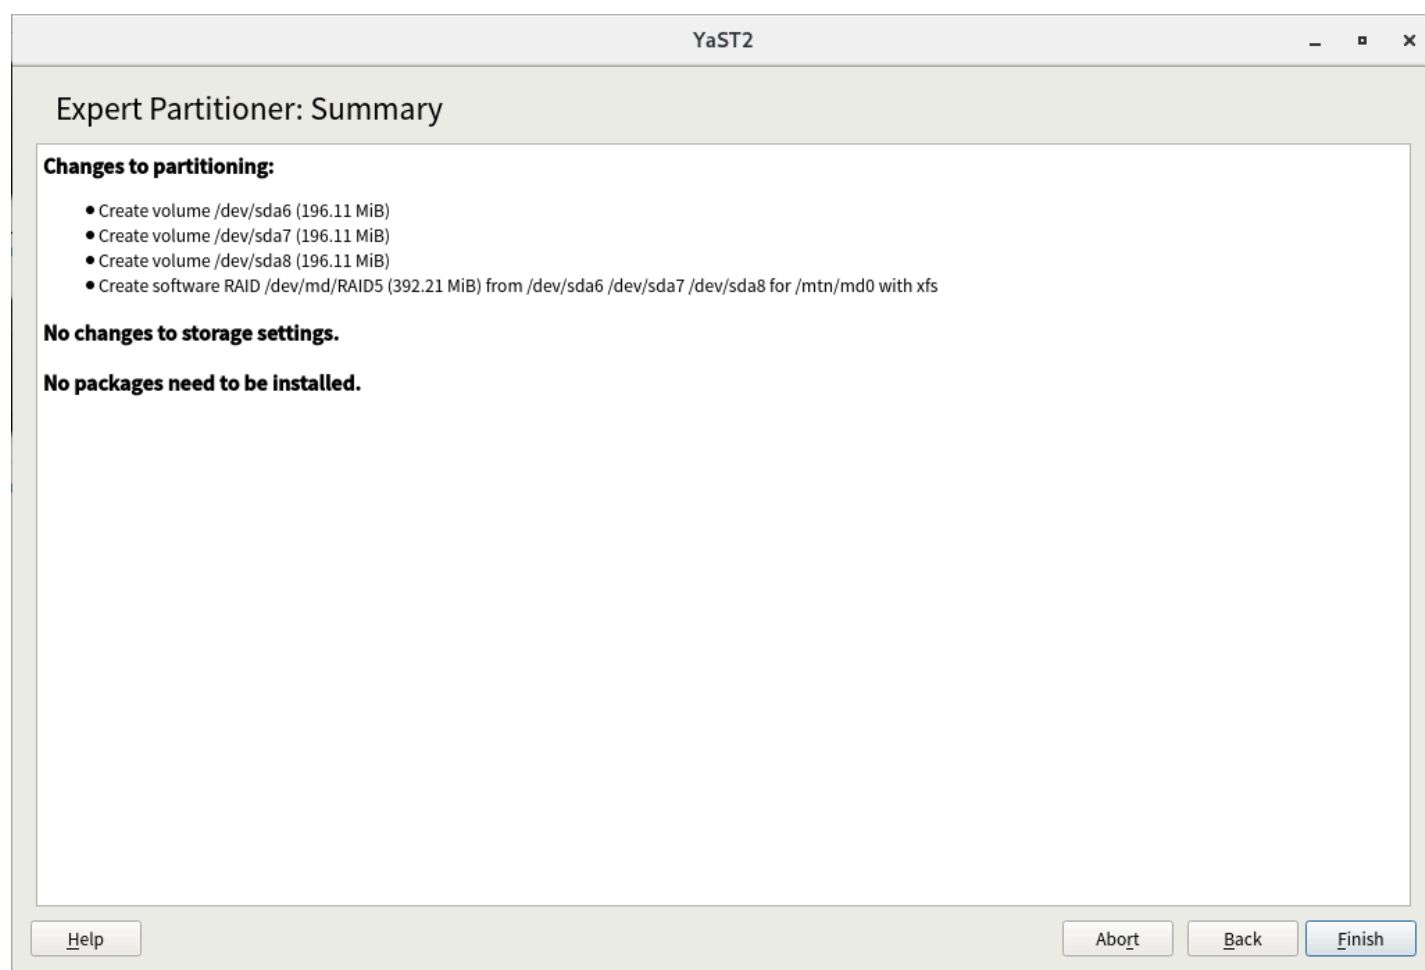 YaST2
Expert Partitioner: Summary
Changes to partitioning:
● Create volume /dev/sda6 (196.11 MiB)
● Create volume /dev/sda7 (196.11 MiB)
● Create volume /dev/sda8 (196.11 MiB)
● Create software RAID /dev/md/RAID5 (392.21 MiB) from /dev/sda6 /dev/sda7 /dev/sda8 for /mtn/md0 with xfs
No changes to storage settings.
No packages need to be installed.
Help
Abort
Back
Finish